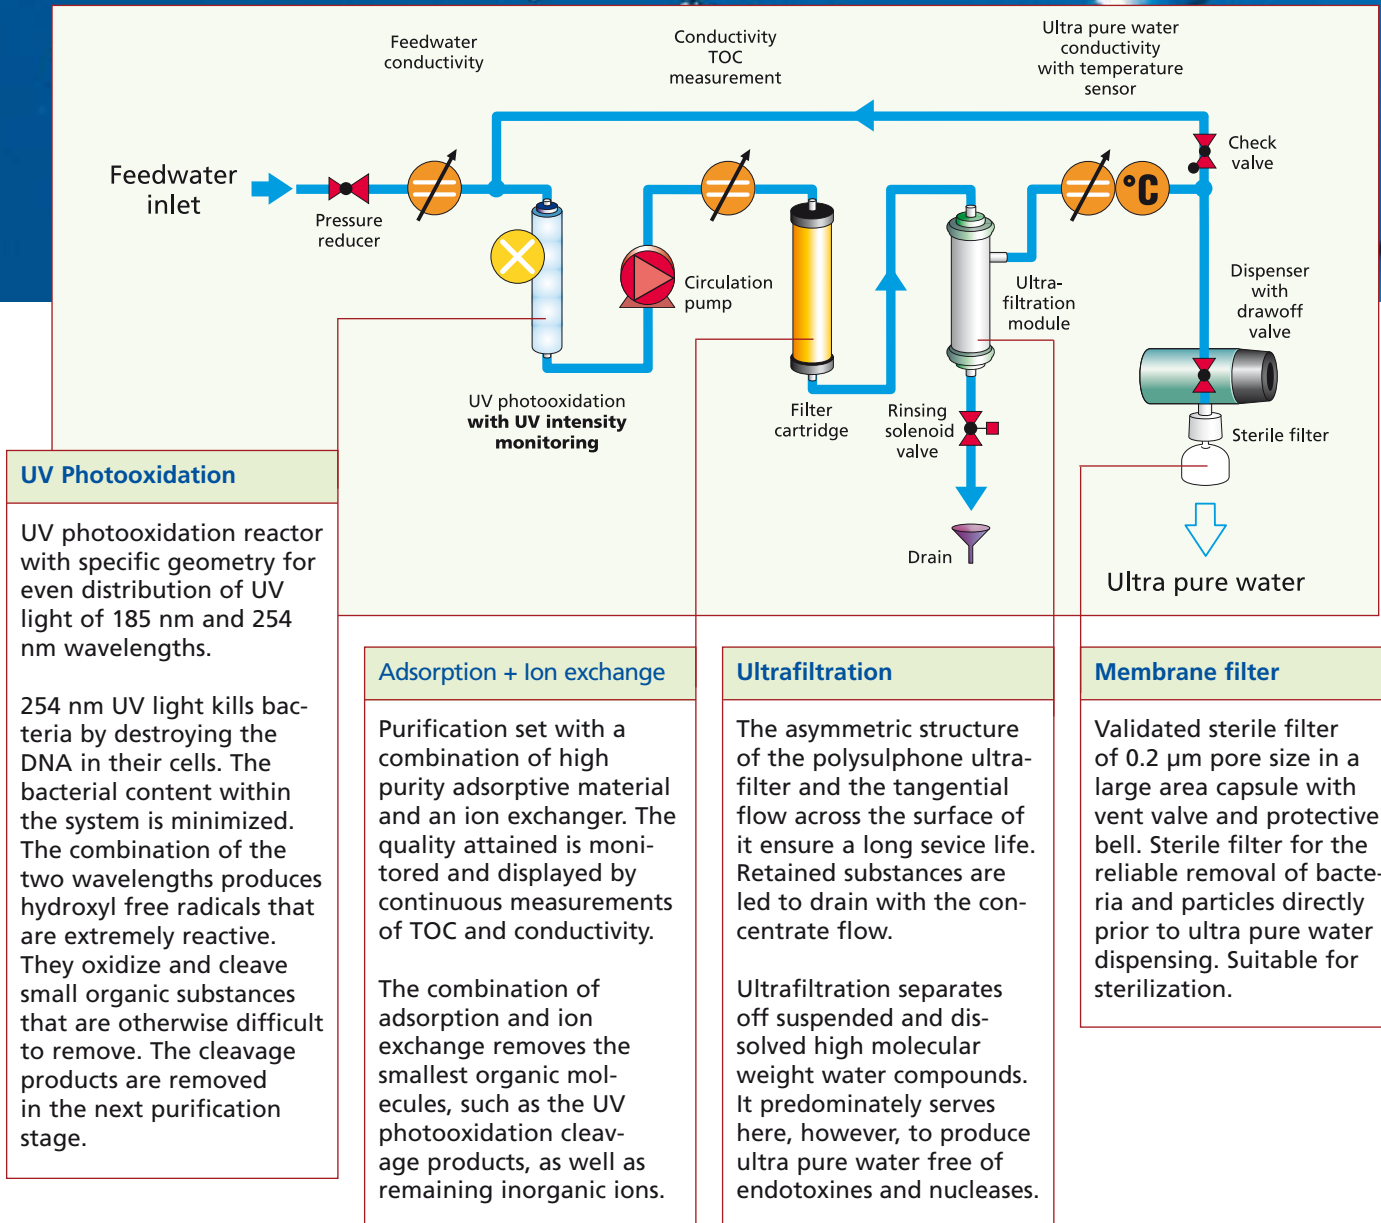 Feedwater
conductivity
Conductivity
TOC
measurement
Ultra pure water
conductivity
with temperature
sensor
Check
valve
Feedwater
inlet
°C
Pressure
reducer
Circulation
pump
Ultra-
filtration
module
Dispenser
with
drawoff
valve
UV photooxidation
with UV intensity
monitoring
Filter
cartridge
Rinsing
solenoid
valve
Sterile filter
Drain
Ultra pure water
UV Photooxidation
UV photooxidation reactor
with specific geometry for
even distribution of UV
light of 185 nm and 254
nm wavelengths.
254 nm UV light kills bac-
teria by destroying the
DNA in their cells. The
bacterial content within
the system is minimized.
The combination of the
two wavelengths produces
hydroxyl free radicals that
are extremely reactive.
They oxidize and cleave
small organic substances
that are otherwise difficult
to remove. The cleavage
products are removed
in the next purification
stage.
Adsorption + Ion exchange
Purification set with a
combination of high
purity adsorptive material
and an ion exchanger. The
quality attained is moni-
tored and displayed by
continuous measurements
of TOC and conductivity.
The combination of
adsorption and ion
exchange removes the
smallest organic mol-
ecules, such as the UV
photooxidation cleav-
age products, as well as
remaining inorganic ions.
Ultrafiltration
The asymmetric structure
of the polysulphone ultra-
filter and the tangential
flow across the surface of
it ensure a long sevice life.
Retained substances are
led to drain with the con-
centrate flow.
Ultrafiltration separates
off suspended and dis-
solved high molecular
weight water compounds.
It predominately serves
here, however, to produce
ultra pure water free of
endotoxines and nucleases.
Membrane filter
Validated sterile filter
of 0.2 µm pore size in a
large area capsule with
vent valve and protective
bell. Sterile filter for the
reliable removal of bacte-
ria and particles directly
prior to ultra pure water
dispensing. Suitable for
sterilization.